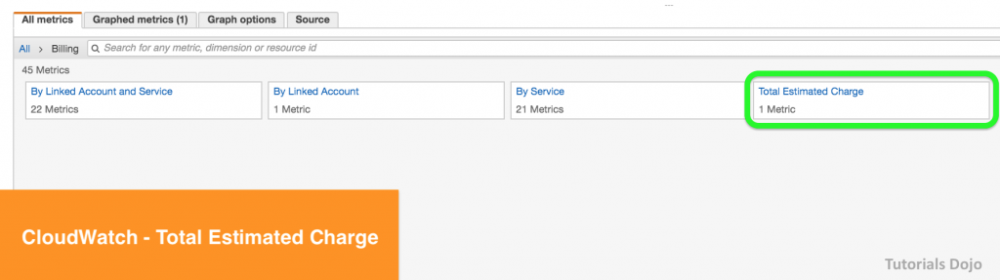 All metrics Graphed metrics (1) Graph options Source
All > Billing Search for any metric, dimension or resource id
45 Metrics
By Linked Account and Service By Linked Account By Service Total Estimated Charge
22 Metrics 1 Metric 21 Metrics 1 Metric
CloudWatch - Total Estimated Charge
Tutorials Dojo